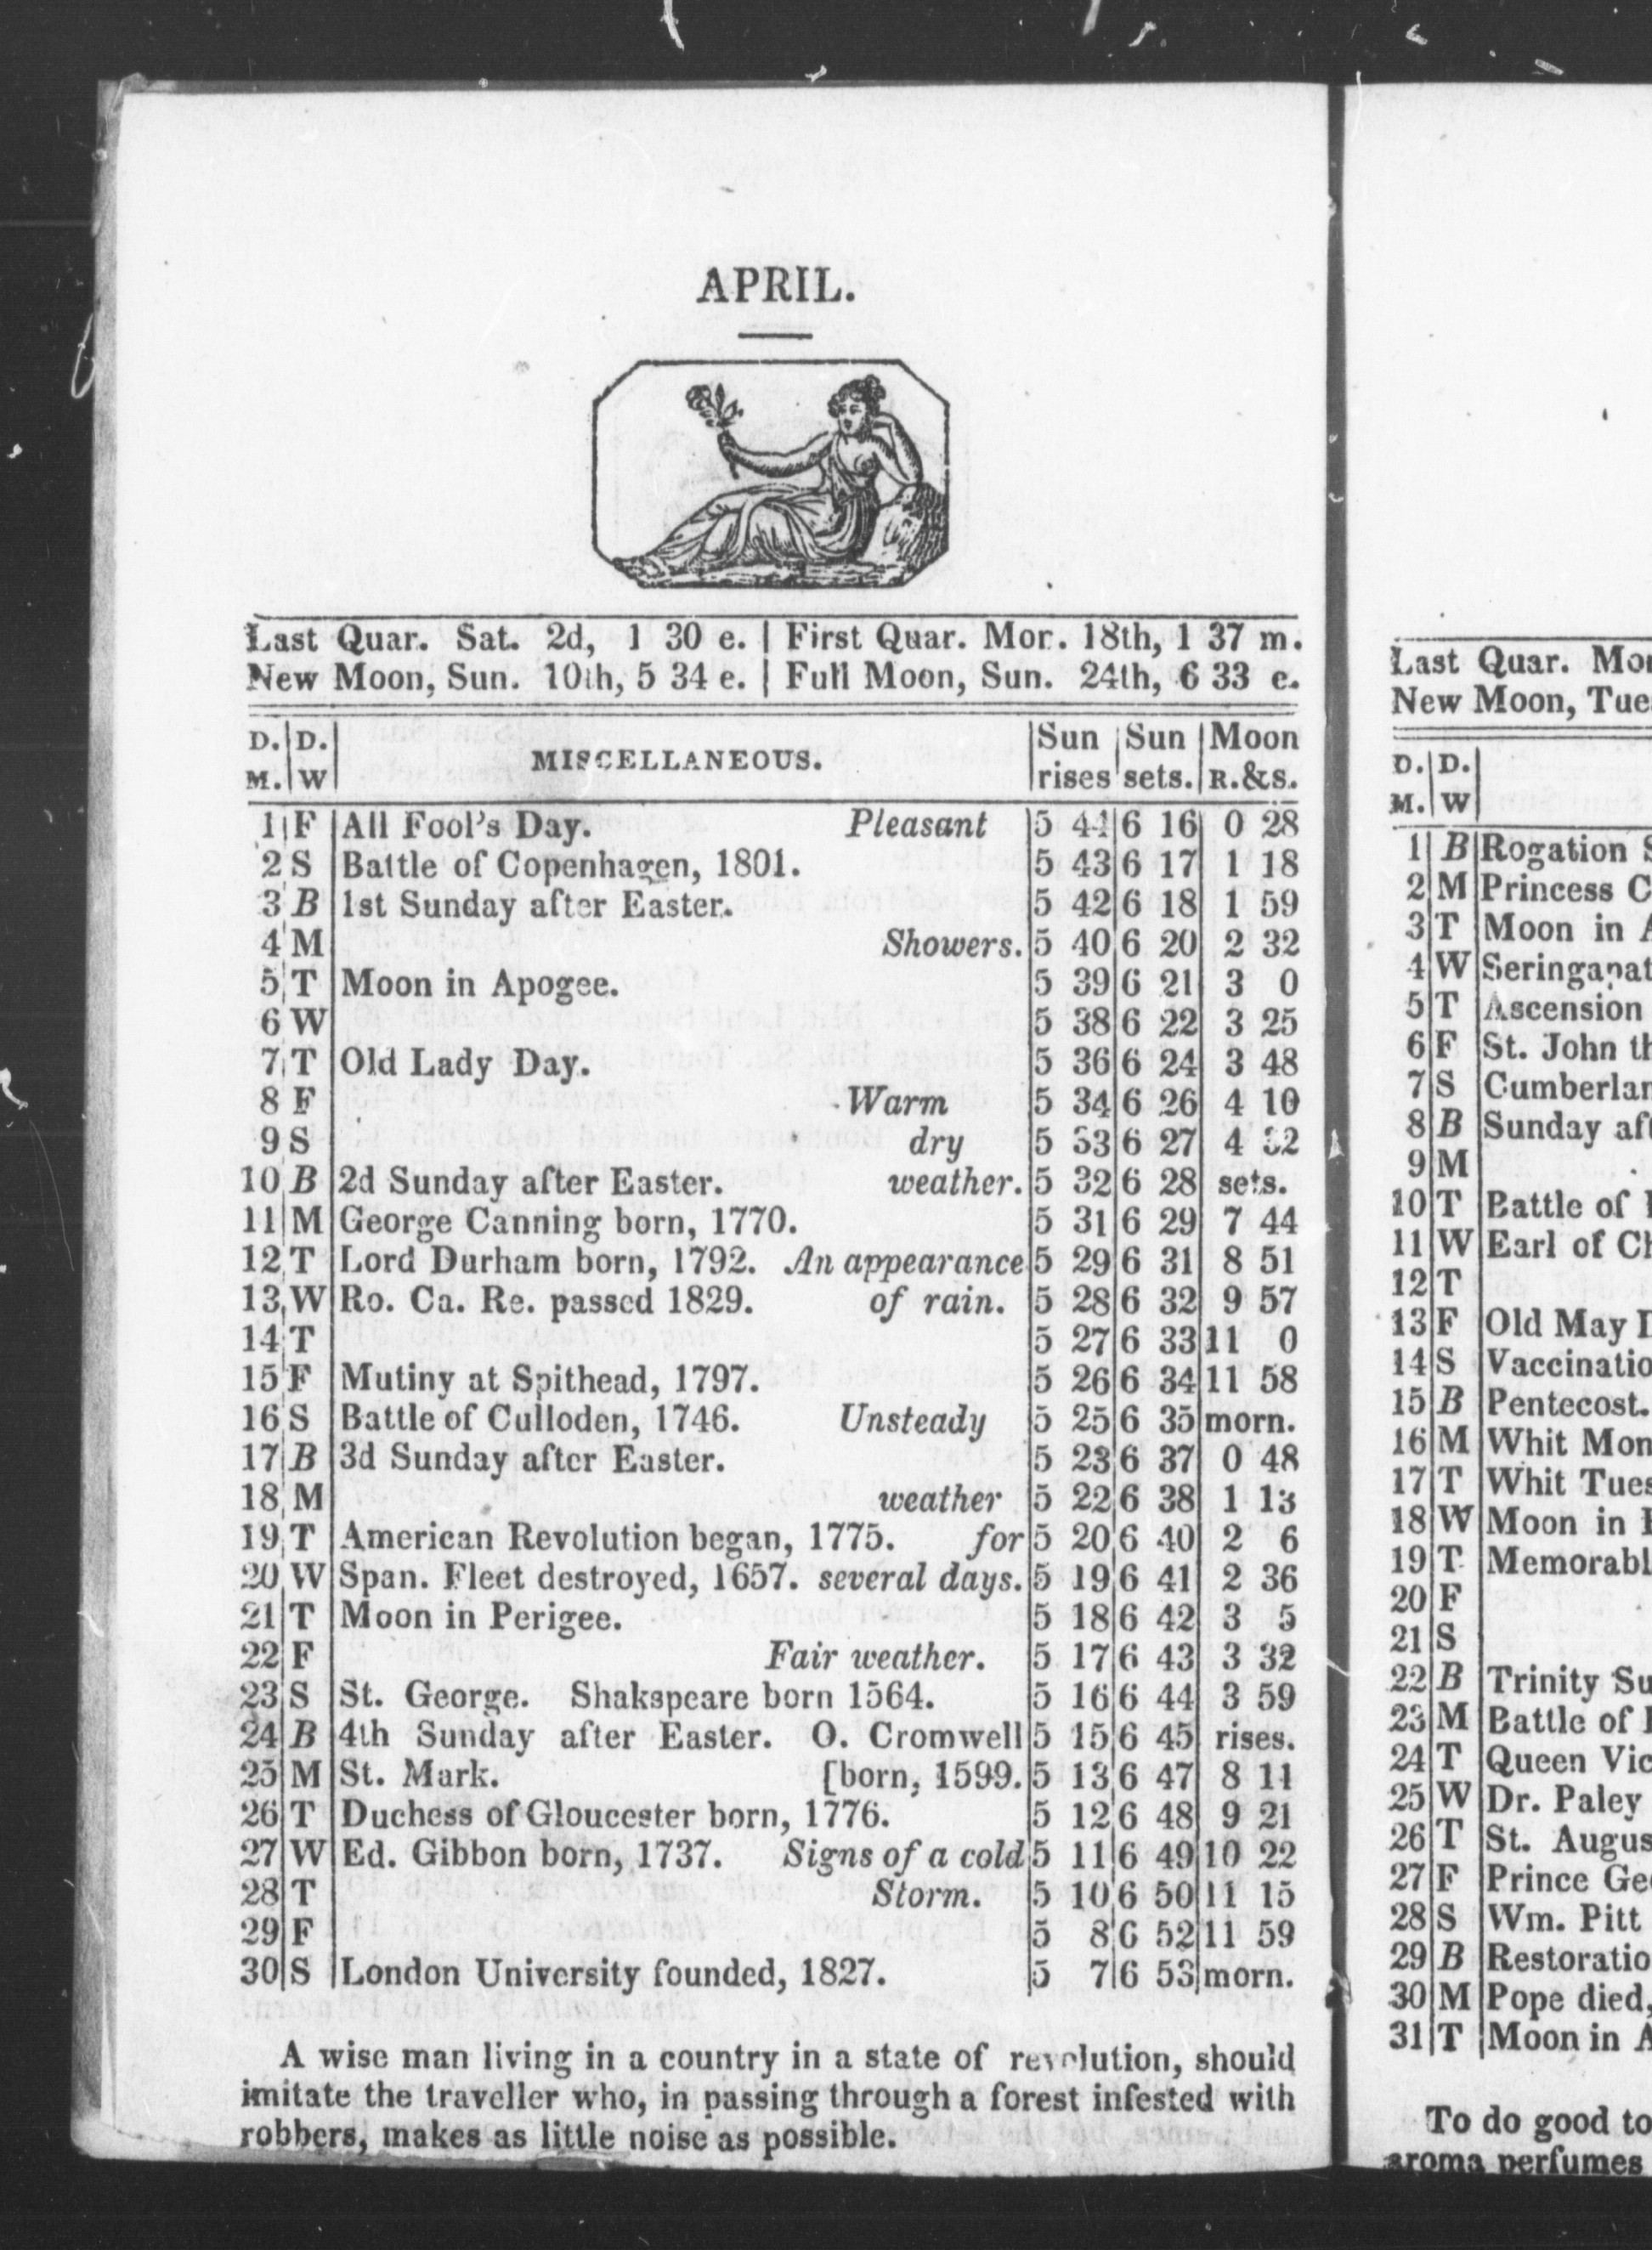 APRIL.
Last Quar. Sat. 2d, 1 30 e. | First Quar. Mor. 18th, 1 37 m.
New Moon, Sun. 10th, 5 34 e. | Full Moon, Sun. 24th, 6 33 e.
D. D. MISCELLANEOUS. Sun Sun Moon
M. W rises sets. R.&s.
1 F All Fool's Day. Pleasant 5 44 6 16 0 28
2 S Battle of Copenhagen, 1801. 5 43 6 17 1 18
3 B 1st Sunday after Easter. 5 42 6 18 1 59
4 M Showers. 5 40 6 20 2 32
5 T Moon in Apogee. 5 39 6 21 3 0
6 W 5 38 6 22 3 25
7 T Old Lady Day. 5 36 6 24 3 48
8 F Warm 5 34 6 26 4 10
9 S dry 5 33 6 27 4 32
10 B 2d Sunday after Easter. weather. 5 32 6 28 sets.
11 M George Canning born, 1770. 5 31 6 29 7 44
12 T Lord Durham born, 1792. An appearance 5 29 6 31 8 51
13 W Ro. Ca. Re. passed 1829. of rain. 5 28 6 32 9 57
14 T 5 27 6 33 11 0
15 F Mutiny at Spithead, 1797. 5 26 6 34 11 58
16 S Battle of Culloden, 1746. Unsteady 5 25 6 35 morn.
17 B 3d Sunday after Easter. 5 23 6 37 0 48
18 M weather 5 22 6 38 1 13
19 T American Revolution began, 1775. for 5 20 6 40 2 6
20 W Span. Fleet destroyed, 1657. several days. 5 19 6 41 2 36
21 T Moon in Perigee. 5 18 6 42 3 5
22 F Fair weather. 5 17 6 43 3 32
23 S St. George. Shakspeare born 1564. 5 16 6 44 3 59
24 B 4th Sunday after Easter. O. Cromwell 5 15 6 45 rises.
25 M St. Mark. [born, 1599. 5 13 6 47 8 11
26 T Duchess of Gloucester born, 1776. 5 12 6 48 9 21
27 W Ed. Gibbon born, 1737. Signs of a cold 5 11 6 49 10 22
28 T Storm. 5 10 6 50 11 15
29 F 5 8 6 52 11 59
30 S London University founded, 1827. 5 7 6 53 morn.
A wise man living in a country in a state of revolution, should
imitate the traveller who, in passing through a forest infested with
robbers, makes as little noise as possible.
Last Quar.
New Moon,
D. D.
M. W
1 B Rogation
2 M Princess
3 T Moon in
4 W
5 T Ascension
6 F St. John
7 S
8 B Sunday
9 M
10 T Battle of
11 W Earl of
12 T
13 F Old May
14 S
15 B Pentecost.
16 M Whit
17 T Whit
18 W Moon in
19 T
20 F
21 S
22 B Trinity
23 M Battle of
24 T Queen
25 W Dr. Paley
26 T St.
27 F Prince
28 S Wm. Pitt
29 B
30 M Pope died,
31 T Moon in
To do good to
aroma perfumes